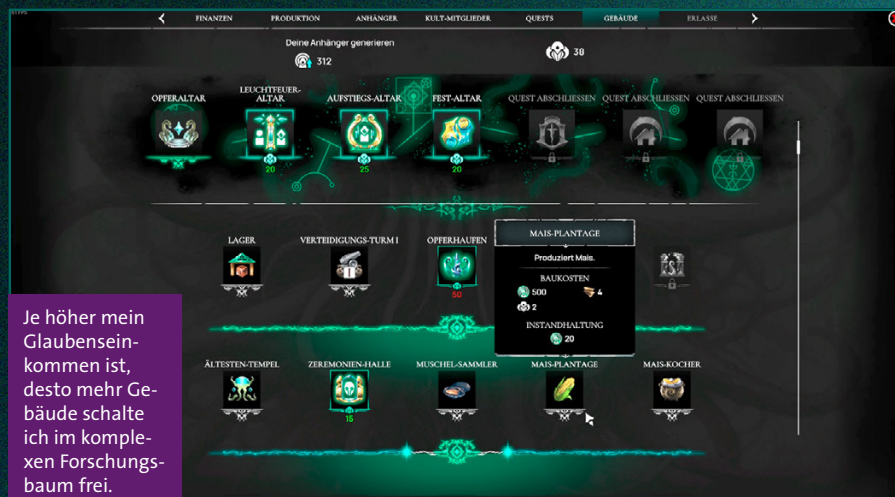 FINANZEN PRODUKTION ANHÄNGER KULT-MITGLIEDER QUESTS GEBÄUDE ERLASSE
Deine Anhänger generieren
312
38
OPFERALTAR LEUCHTFEUER-ALTAR AUFSTIEGS-ALTAR FEST-ALTAR QUEST ABSCHLIESSEN QUEST ABSCHLIESSEN QUEST ABSCHLIESSEN
20 25 20
LAGER VERTEIDIGUNGS-TURM I OPFERHAUFEN
50
MAIS-PLANTAGE
Produziert Mais.
BAUKOSTEN
500 4
2
INSTANDHALTUNG
20
ÄLTESTEN-TEMPEL ZEREMONIEN-HALLE MUSCHEL-SAMMLER MAIS-PLANTAGE MAIS-KOCHER
15
Je höher mein
Glaubensein-
kommen ist,
desto mehr Ge-
bäude schalte
ich im komple-
xen Forschungs-
baum frei.